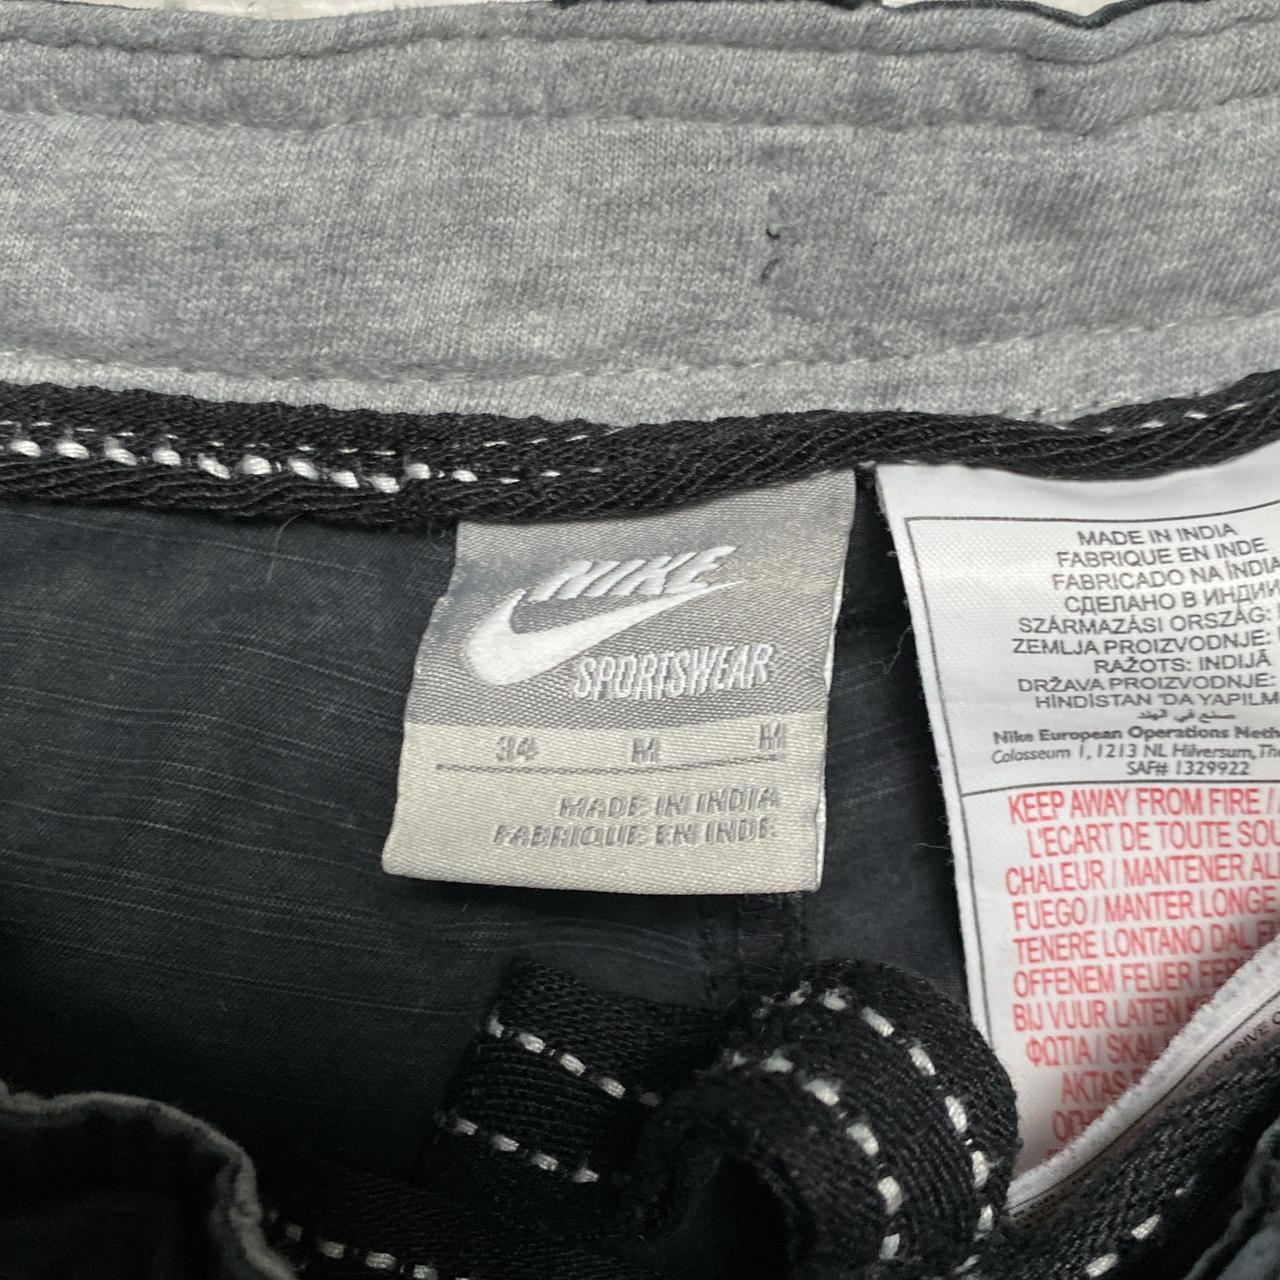 NIKE
SPORTSWEAR
34 M M
MADE IN INDIA
FABRIQUE EN INDE
MADE IN INDIA
FABRIQUE EN INDE
FABRICADO NA ÍNDIA
СДЕЛАНО В ИНДИИ
SZÁRMAZÁSI ORSZÁG:
ZEMLJA PROIZVODNJE:
RAŽOTS: INDIJĀ
DRŽAVA PROIZVODNJE:
HİNDİSTAN 'DA YAPILM
صنع في الهند
Nike European Operations Neth
Colosseum 1, 1213 NL Hilversum, The
SAF# 1329922
KEEP AWAY FROM FIRE /
L'ECART DE TOUTE SOU
CHALEUR / MANTENER ALE
FUEGO / MANTER LONGE
TENERE LONTANO DAL F
OFFENEM FEUER FER
BIJ VUUR LATEN K
ΦΩΤΙΑ / SKAL
AKTAS